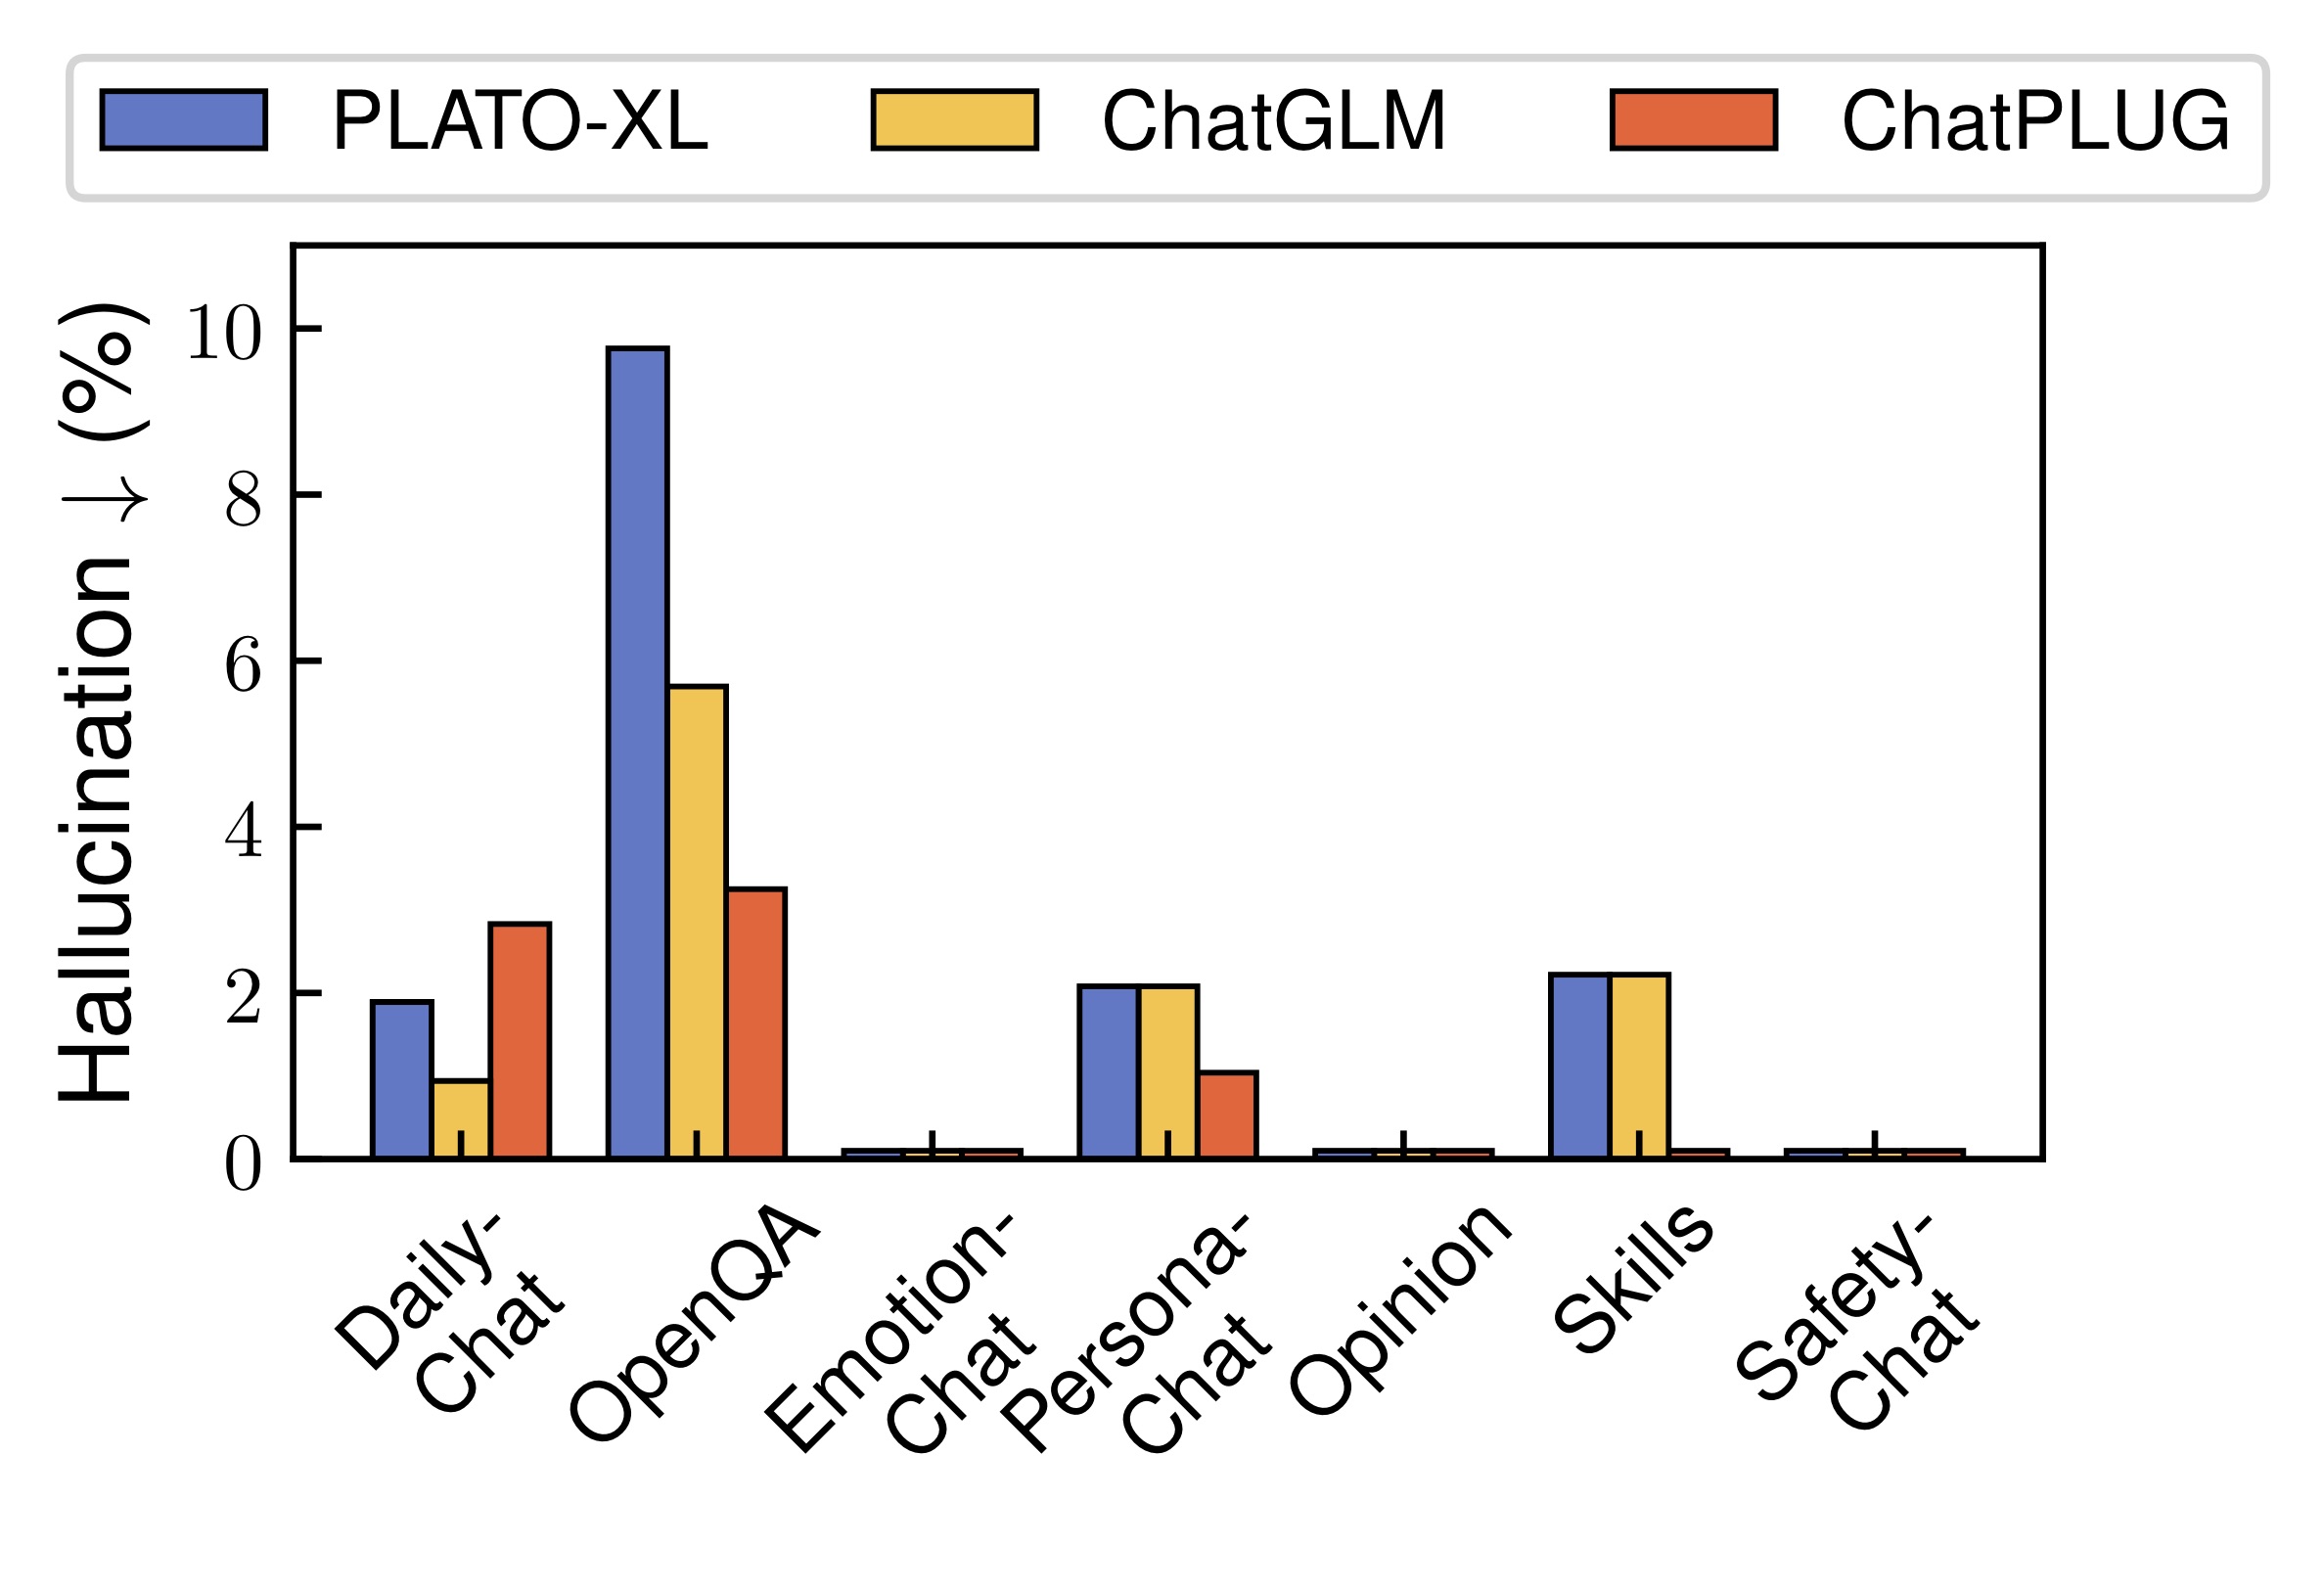 PLATO-XL ChatGLM ChatPLUG
Hallucination ↓ (%)
10
8
6
4
2
0
Daily-
Chat
OpenQA
Emotion-
Chat
Persona-
Chat
Opinion
Skills
Safety-
Chat